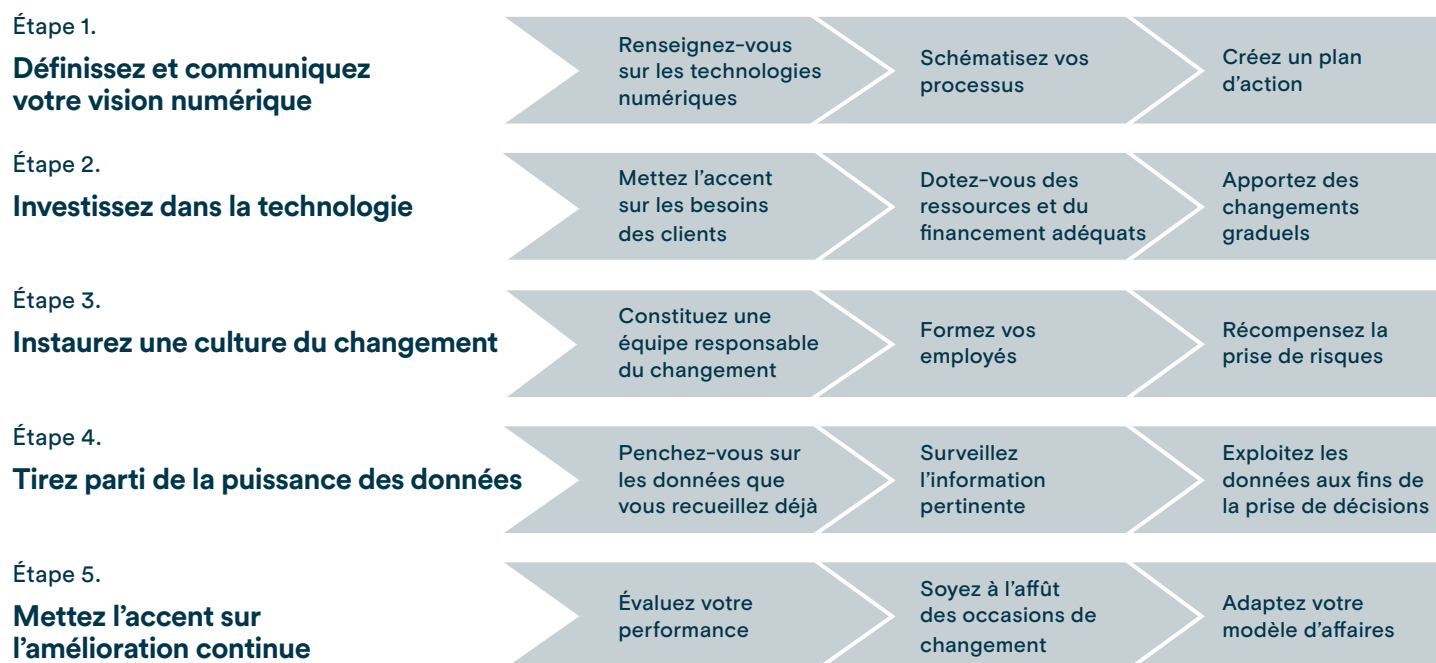 Étape 1.
Définissez et communiquez
votre vision numérique
Renseignez-vous
sur les technologies
numériques
Schématisez vos
processus
Créez un plan
d’action
Étape 2.
Investissez dans la technologie
Mettez l’accent
sur les besoins
des clients
Dotez-vous des
ressources et du
financement adéquats
Apportez des
changements
graduels
Étape 3.
Instaurez une culture du changement
Constituez une
équipe responsable
du changement
Formez vos
employés
Récompensez la
prise de risques
Étape 4.
Tirez parti de la puissance des données
Penchez-vous sur
les données que
vous recueillez déjà
Surveillez
l’information
pertinente
Exploitez les
données aux fins de
la prise de décisions
Étape 5.
Mettez l’accent sur
l’amélioration continue
Évaluez votre
performance
Soyez à l’affût
des occasions de
changement
Adaptez votre
modèle d’affaires